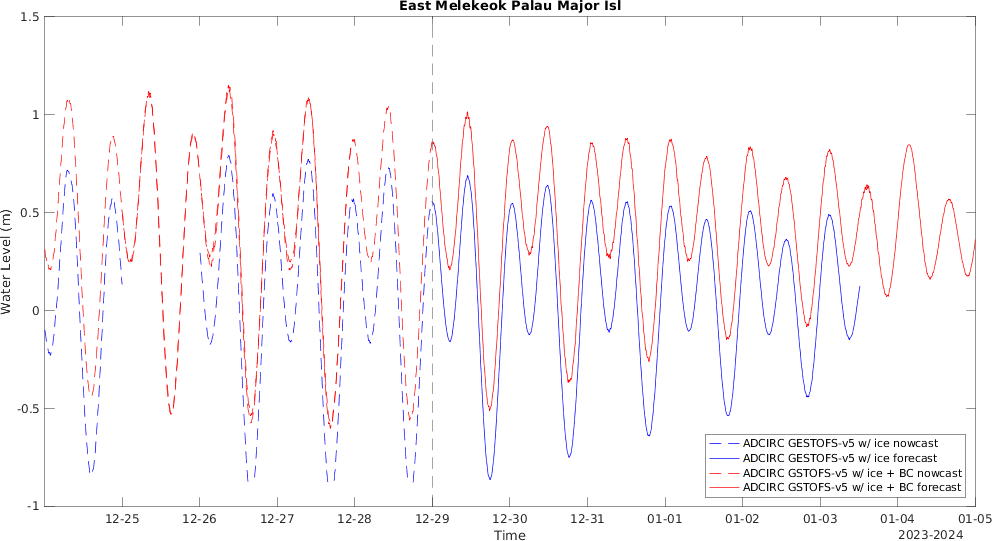 East Melekeok Palau Major Isl
1.5
1
0.5
0
-0.5
-1
Water Level (m)
ADCIRC GESTOFS-v5 w/ ice nowcast
ADCIRC GESTOFS-v5 w/ ice forecast
ADCIRC GSTOFS-v5 w/ ice + BC nowcast
ADCIRC GSTOFS-v5 w/ ice + BC forecast
12-25 12-26 12-27 12-28 12-29 12-30 12-31 01-01 01-02 01-03 01-04 01-05
Time
2023-2024